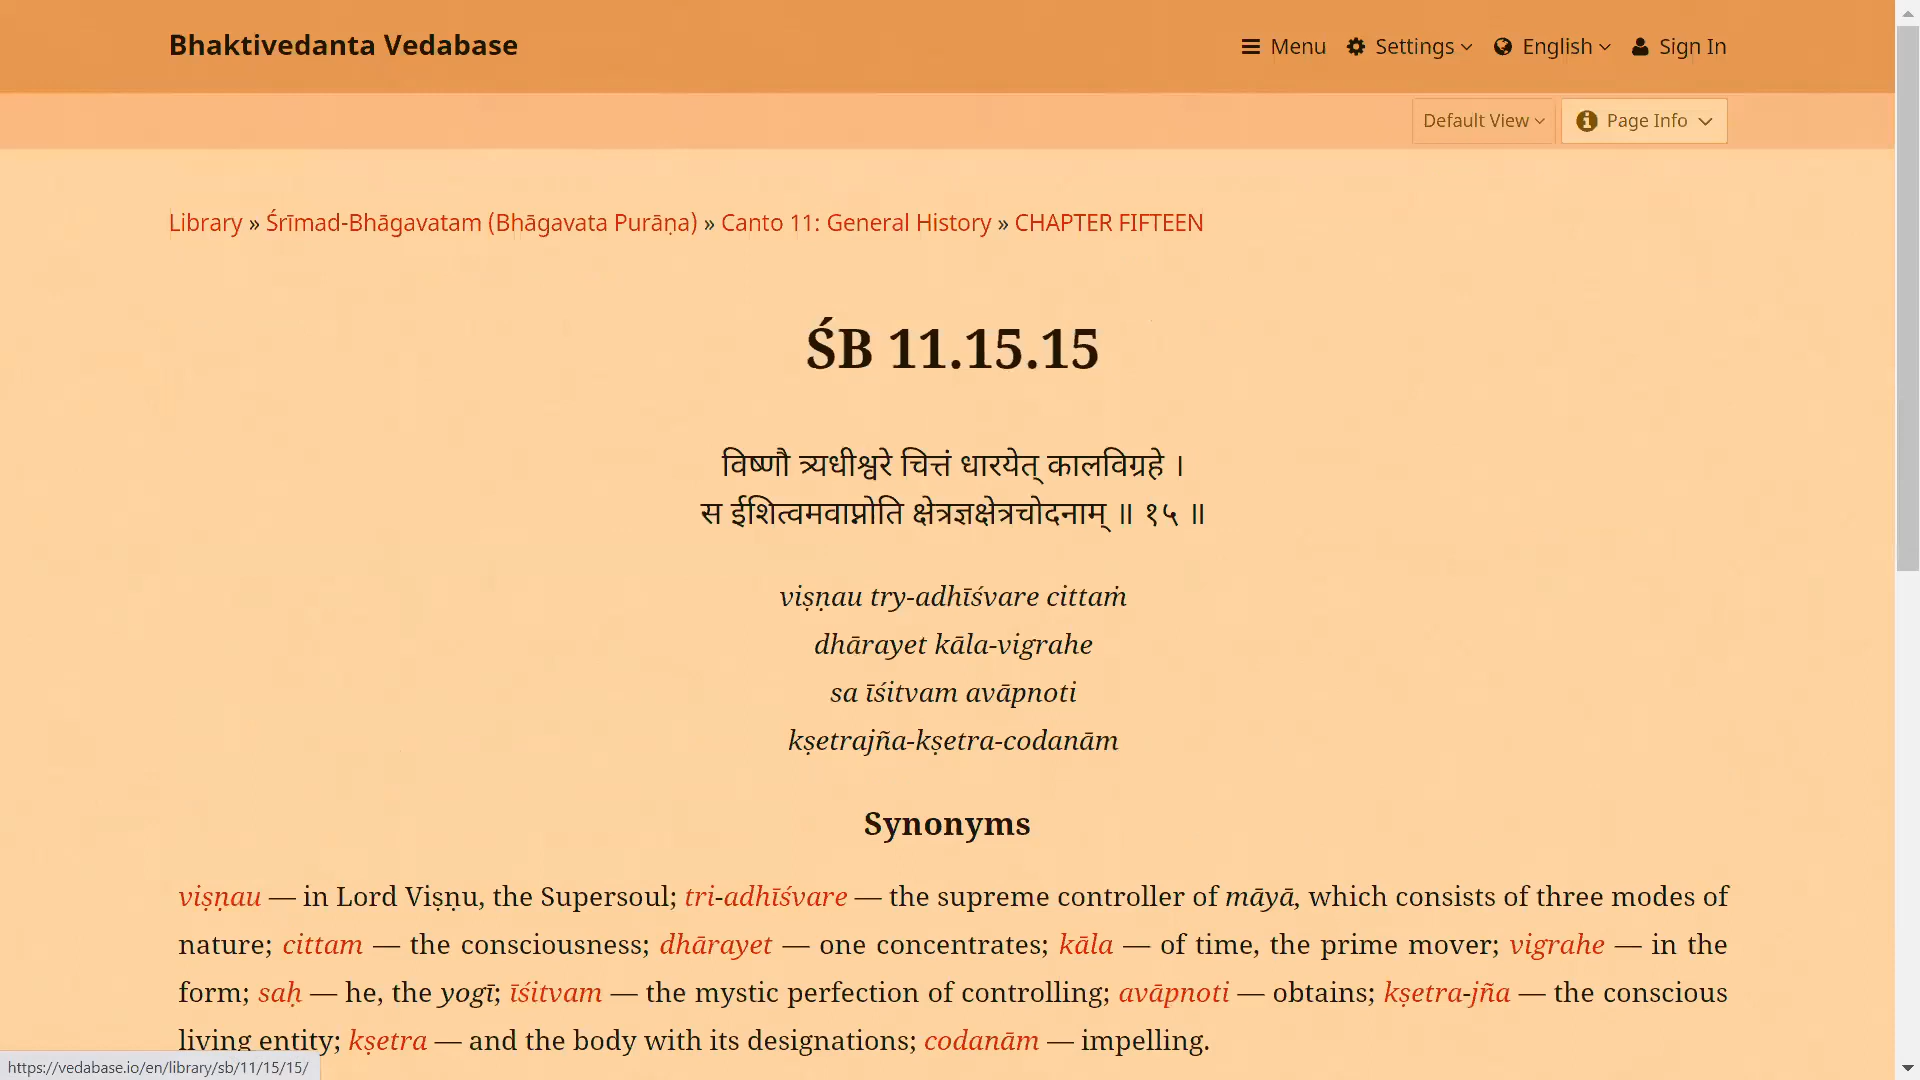 Bhaktivedanta Vedabase
Menu Settings English Sign In
Default View Page Info
Library » Śrīmad-Bhāgavatam (Bhāgavata Purāṇa) » Canto 11: General History » CHAPTER FIFTEEN
ŚB 11.15.15
विष्णौ त्र्यधीश्वरे चित्तं धारयेत् कालविग्रहे ।
स ईशित्वमवाप्नोति क्षेत्रज्ञक्षेत्रचोदनाम् ॥ १५ ॥
viṣṇau try-adhīśvare cittaṁ
dhārayet kāla-vigrahe
sa īśitvam avāpnoti
kṣetrajña-kṣetra-codanām
Synonyms
viṣṇau — in Lord Viṣṇu, the Supersoul; tri-adhīśvare — the supreme controller of māyā, which consists of three modes of
nature; cittam — the consciousness; dhārayet — one concentrates; kāla — of time, the prime mover; vigrahe — in the
form; saḥ — he, the yogī; īśitvam — the mystic perfection of controlling; avāpnoti — obtains; kṣetra-jña — the conscious
living entity; kṣetra — and the body with its designations; codanām — impelling.
https://vedabase.io/en/library/sb/11/15/15/